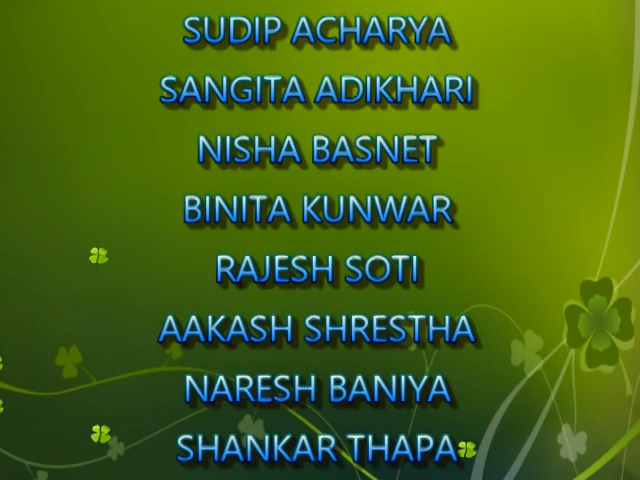 SUDIP ACHARYA
SANGITA ADIKHARI
NISHA BASNET
BINITA KUNWAR
RAJESH SOTI
AAKASH SHRESTHA
NARESH BANIYA
SHANKAR THAPA